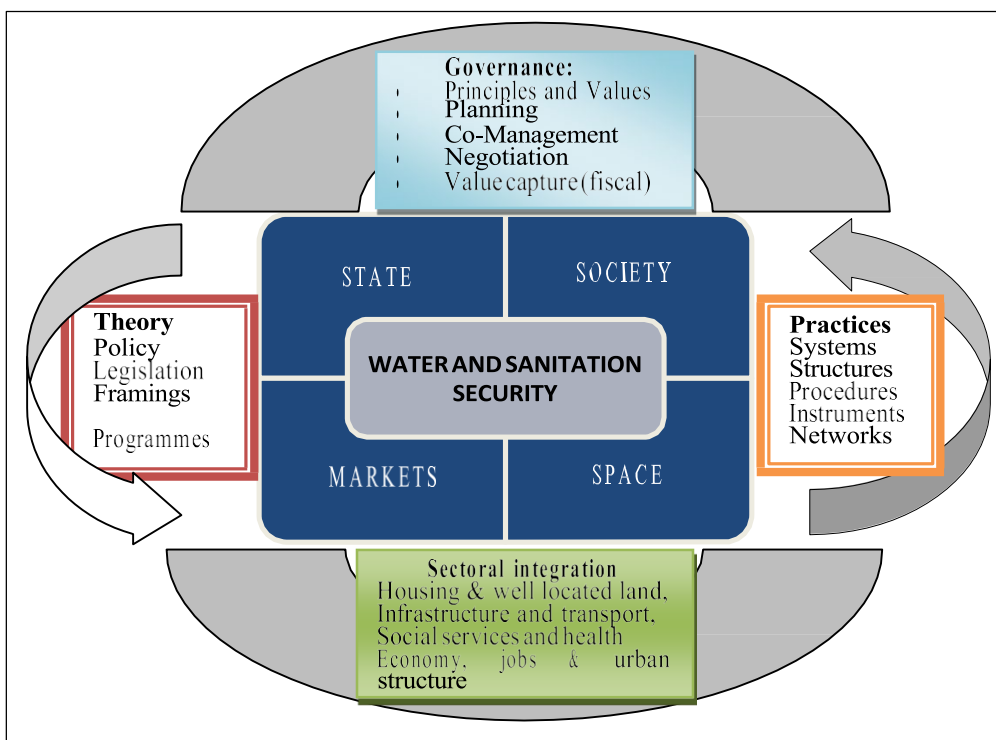 Governance:
Principles and Values
Planning
Co-Management
Negotiation
Value capture (fiscal)
STATE
SOCIETY
Theory
Policy
Legislation
Framings
Programmes
WATER AND SANITATION
SECURITY
Practices
Systems
Structures
Procedures
Instruments
Networks
MARKETS
SPACE
Sectoral integration
Housing & well located land,
Infrastructure and transport,
Social services and health
Economy, jobs & urban
structure